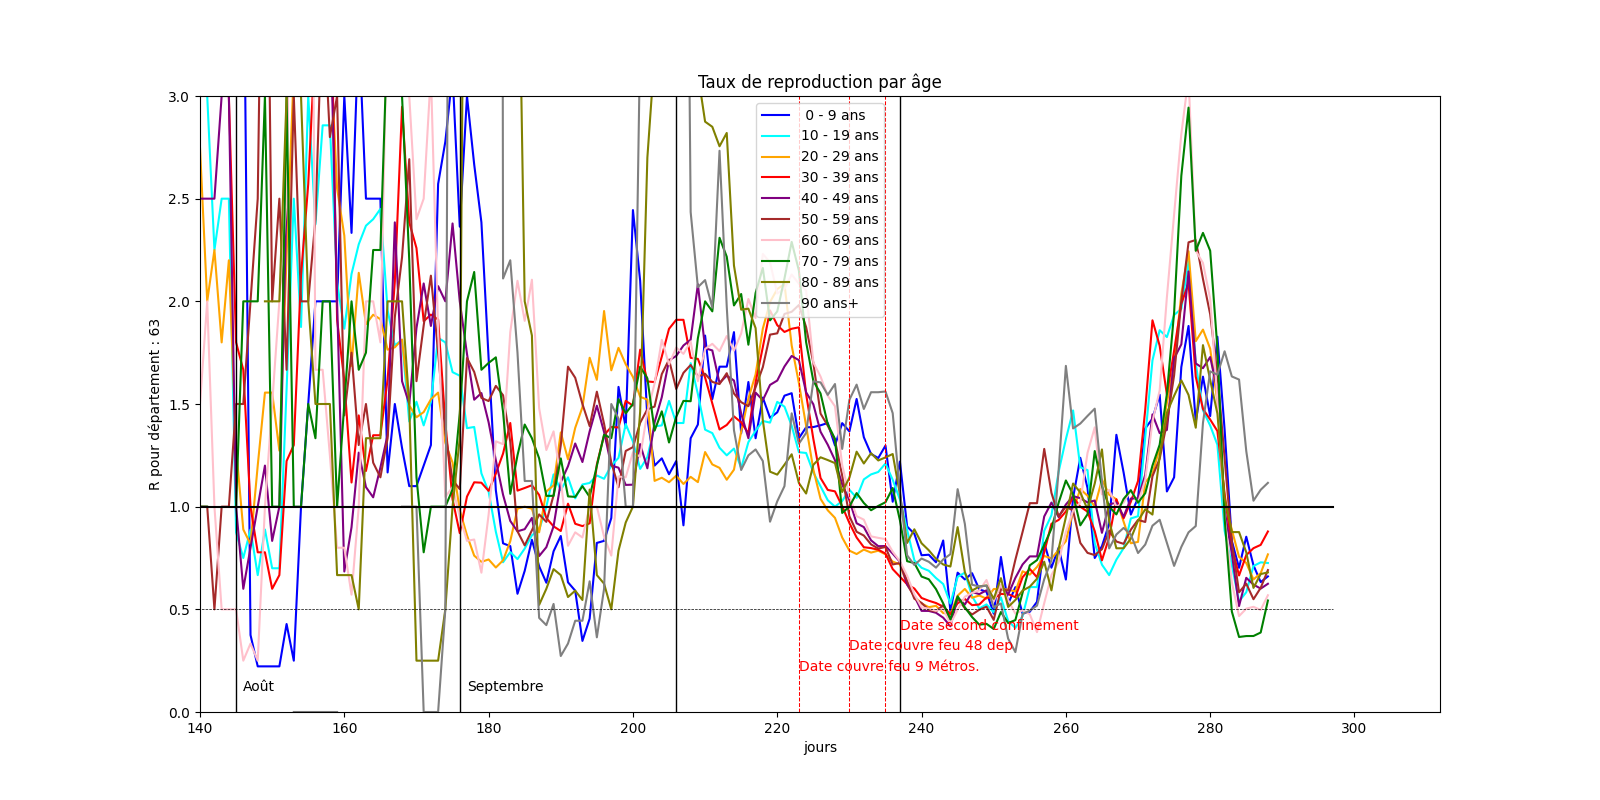 Taux de reproduction par âge
R pour département : 63
3.0
2.5
2.0
1.5
1.0
0.5
0.0
0 - 9 ans
10 - 19 ans
20 - 29 ans
30 - 39 ans
40 - 49 ans
50 - 59 ans
60 - 69 ans
70 - 79 ans
80 - 89 ans
90 ans+
Date second confinement
Date couvre feu 48 dep
Date couvre feu 9 Métros.
Août
Septembre
140 160 180 200 220 240 260 280 300
jours